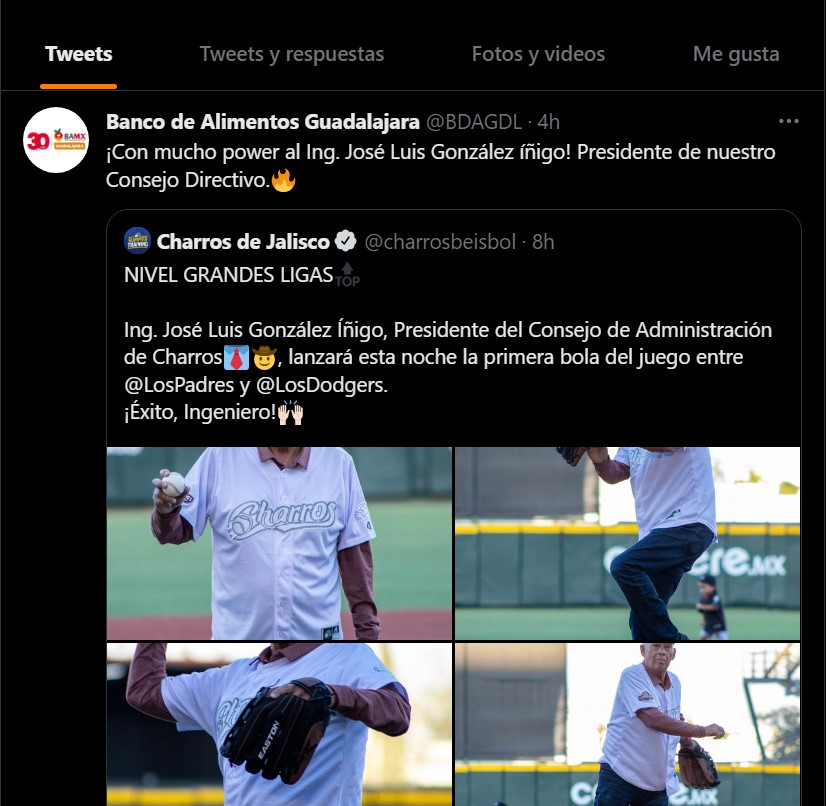 Tweets
Tweets y respuestas
Fotos y videos
Me gusta
30 BAMX
GUADALAJARA
Banco de Alimentos Guadalajara @BDAGDL · 4h
¡Con mucho power al Ing. José Luis González íñigo! Presidente de nuestro
Consejo Directivo.🔥
Charros de Jalisco @charrosbeisbol · 8h
NIVEL GRANDES LIGAS🔝
Ing. José Luis González Íñigo, Presidente del Consejo de Administración
de Charros👔🤠, lanzará esta noche la primera bola del juego entre
@LosPadres y @LosDodgers.
¡Éxito, Ingeniero!🙌🏻
Charros
ere.MX
EASTON